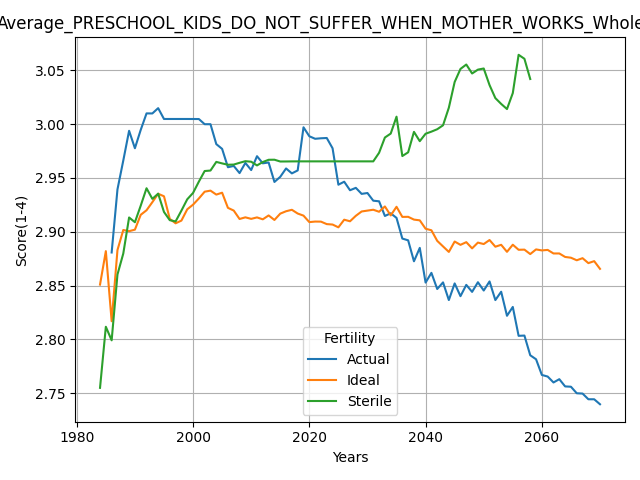 Average_PRESCHOOL_KIDS_DO_NOT_SUFFER_WHEN_MOTHER_WORKS_Whole
3.05
3.00
2.95
2.90
2.85
2.80
2.75
Score(1-4)
Fertility
Actual
Ideal
Sterile
1980 2000 2020 2040 2060
Years